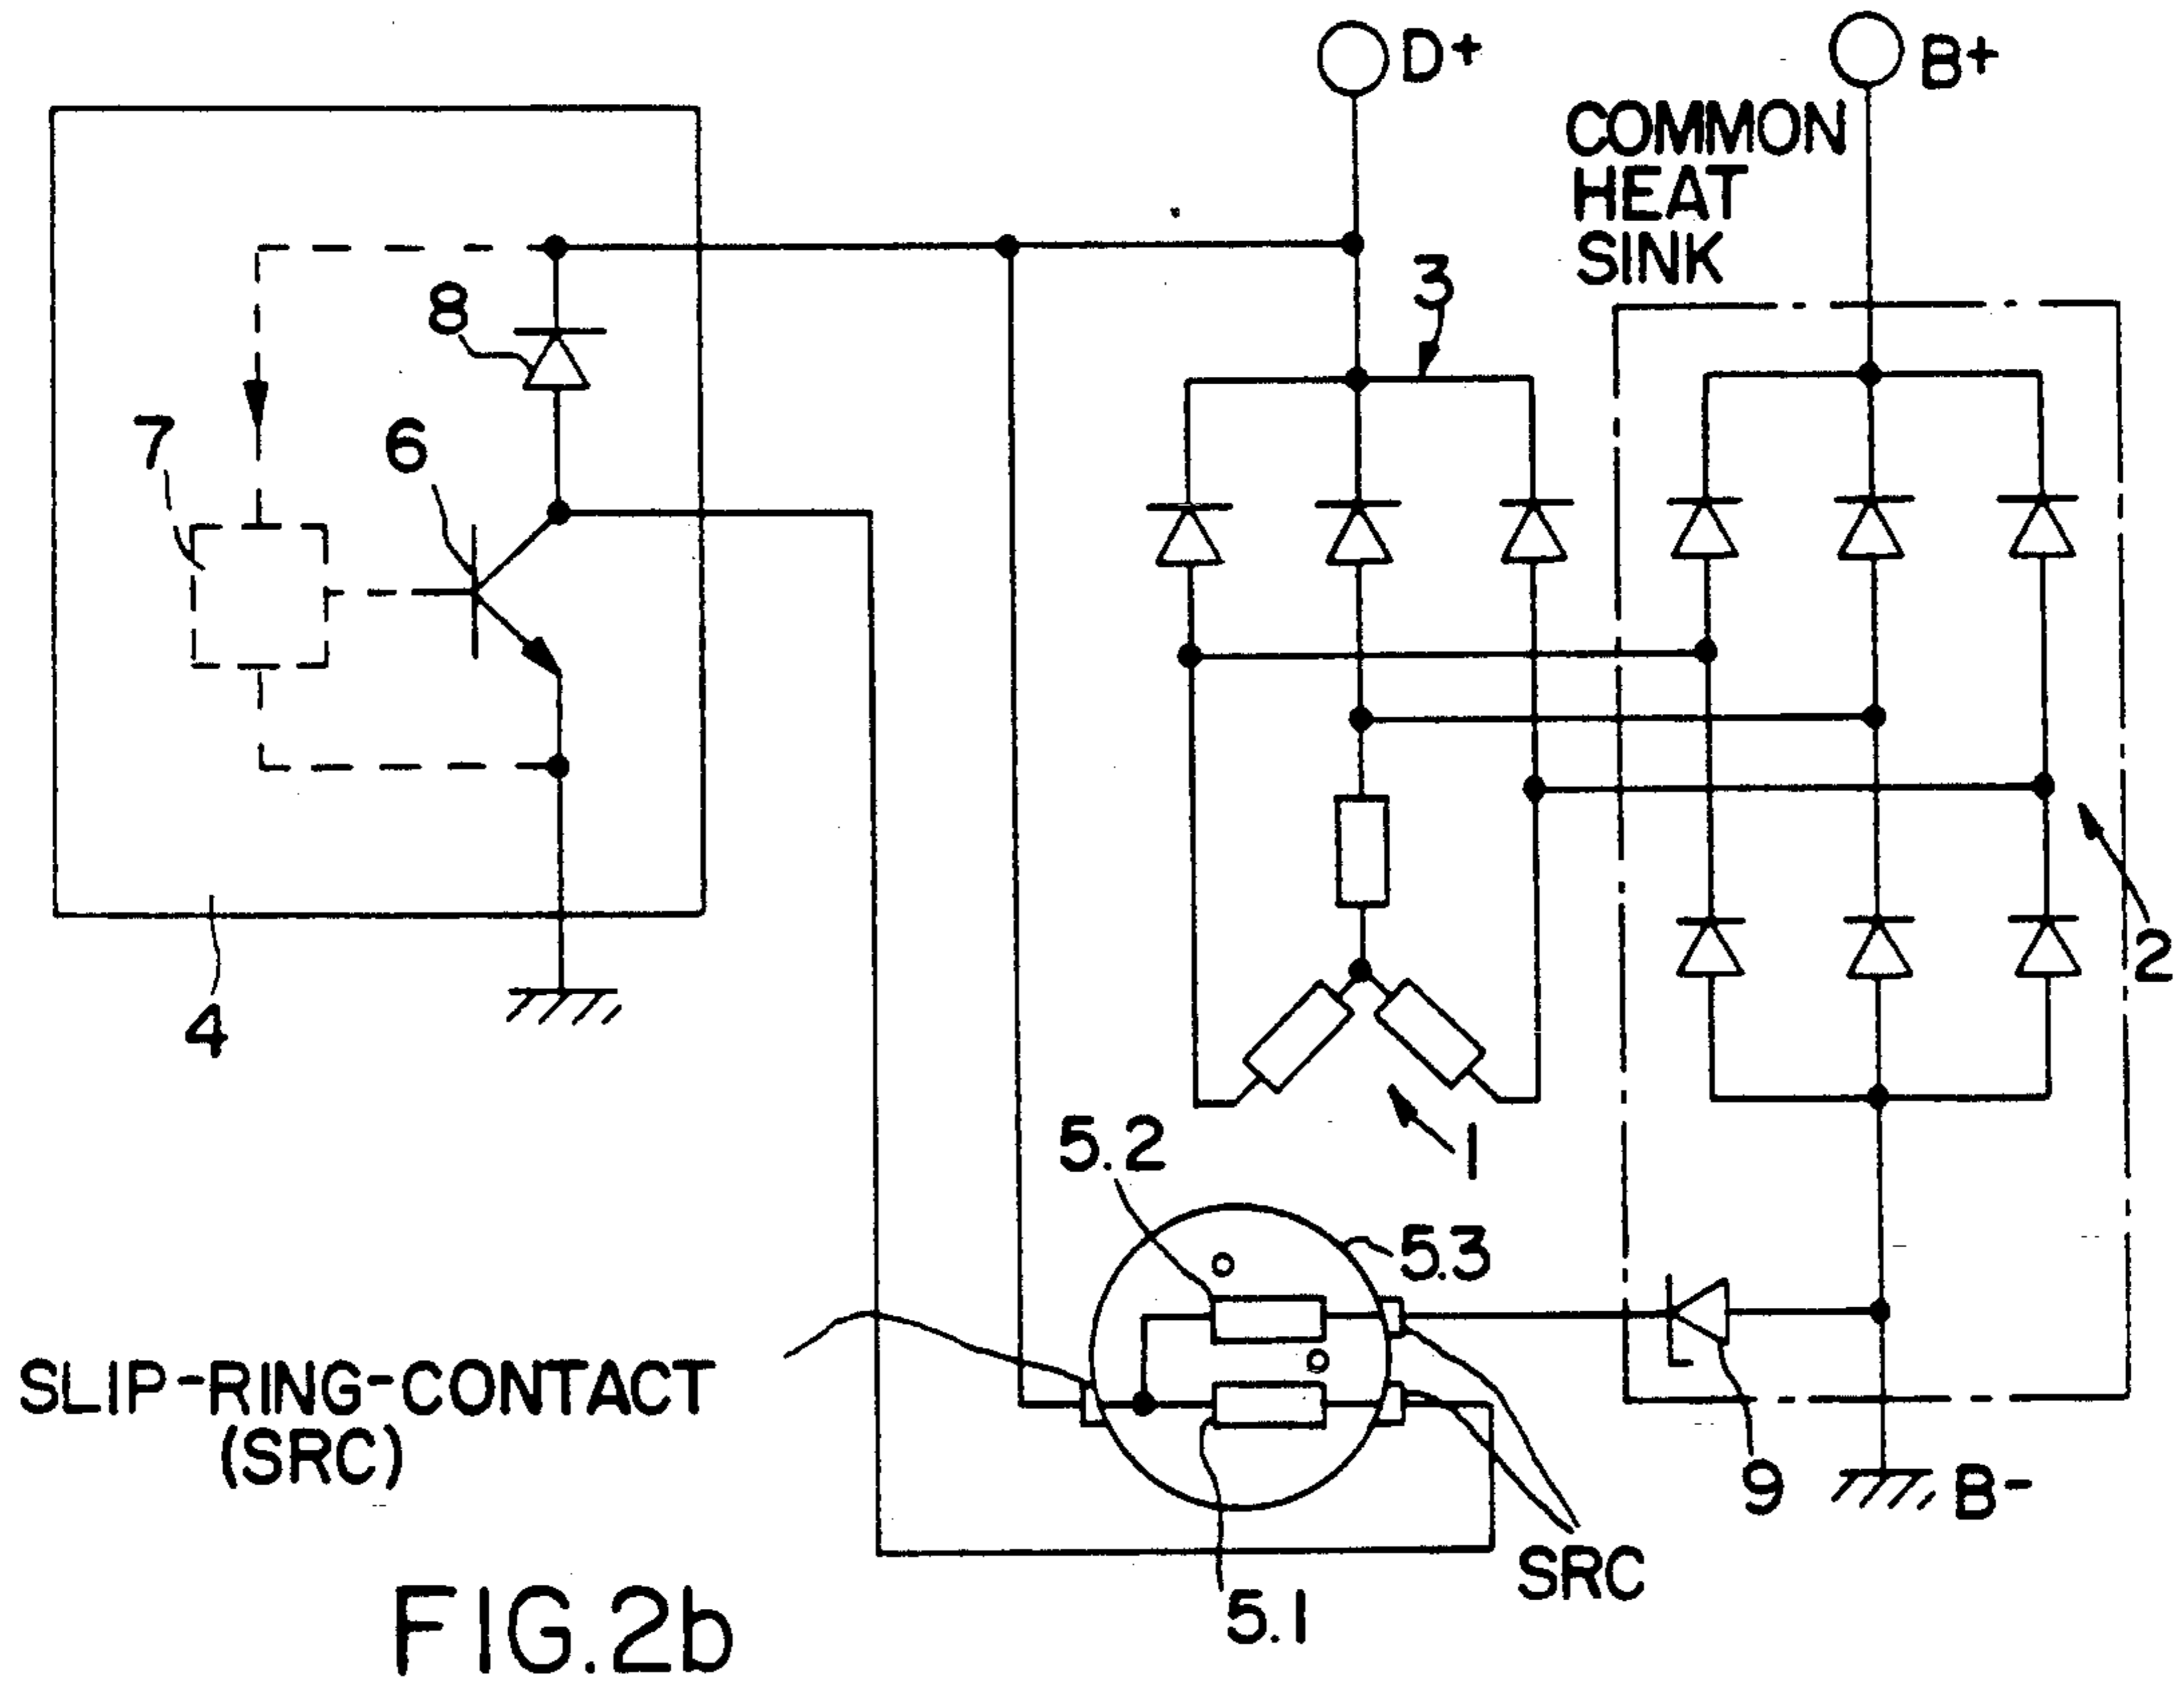 D+
B+
COMMON
HEAT
SINK
3
8
7
6
2
4
1
5.2
5.3
SLIP-RING-CONTACT
(SRC)
9
B-
SRC
5.1
FIG.2b